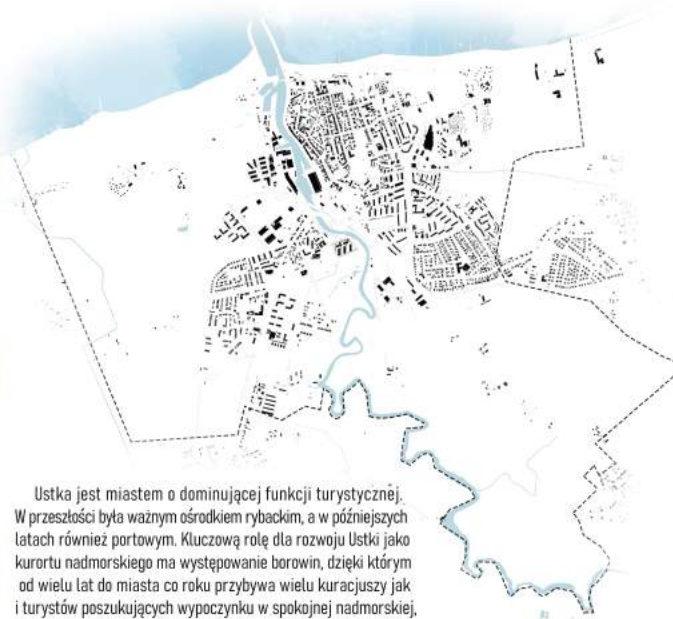 Ustka jest miastem o dominującej funkcji turystycznej.
W przeszłości była ważnym ośrodkiem rybackim, a w późniejszych
latach również portowym. Kluczową rolę dla rozwoju Ustki jako
kurortu nadmorskiego ma występowanie borowin, dzięki którym
od wielu lat do miasta co roku przybywa wielu kuracjuszy jak
i turystów poszukujących wypoczynku w spokojnej nadmorskiej,